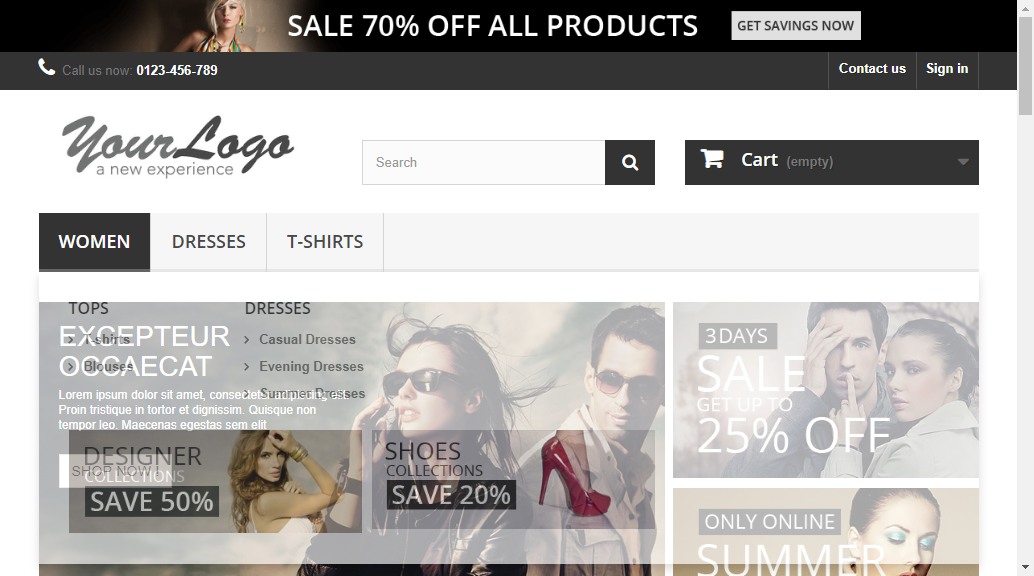 SALE 70% OFF ALL PRODUCTS
GET SAVINGS NOW
Call us now: 0123-456-789
Contact us
Sign in
YourLogo
a new experience
Search
Cart (empty)
WOMEN
DRESSES
T-SHIRTS
TOPS
T-shirts
Blouses
DRESSES
Casual Dresses
Evening Dresses
Summer Dresses
EXCEPTEUR
OCCAECAT
Lorem ipsum dolor sit amet, consectetur adipiscing elit.
Proin tristique in tortor et dignissim. Quisque non
tempor leo. Maecenas egestas sem elit
SHOP NOW !
DESIGNER
COLLECTIONS
SAVE 50%
SHOES
COLLECTIONS
SAVE 20%
3 DAYS
SALE
GET UP TO
25% OFF
ONLY ONLINE
SUMMER